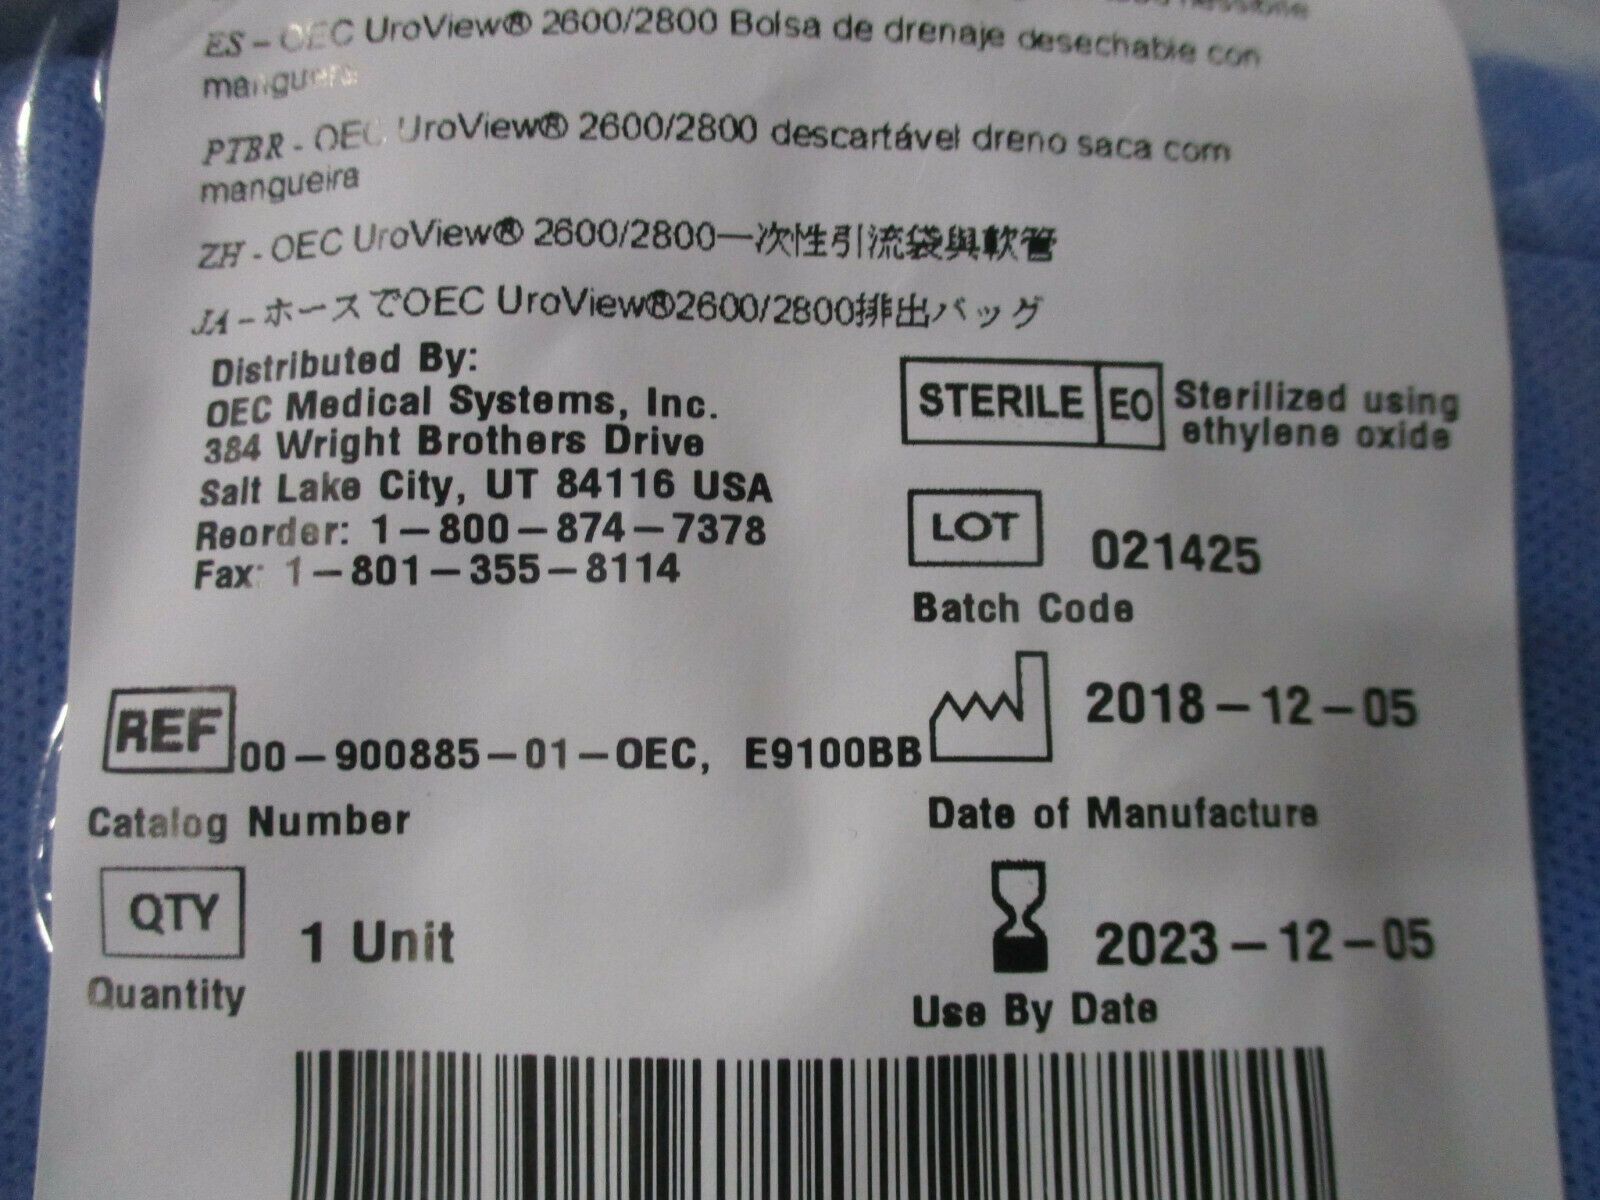 ES – OEC UroView® 2600/2800 Bolsa de drenaje desechable con
manguera
PTBR - OEC UroView® 2600/2800 descartável dreno saca com
mangueira
ZH - OEC UroView® 2600/2800一次性引流袋與軟管
JA – ホースでOEC UroView®2600/2800排出バッグ
Distributed By:
OEC Medical Systems, Inc.
384 Wright Brothers Drive
Salt Lake City, UT 84116 USA
Reorder: 1-800-874-7378
Fax: 1-801-355-8114
STERILE EO Sterilized using
ethylene oxide
LOT 021425
Batch Code
REF 00-900885-01-OEC, E9100BB
Catalog Number
2018-12-05
Date of Manufacture
QTY 1 Unit
Quantity
2023-12-05
Use By Date